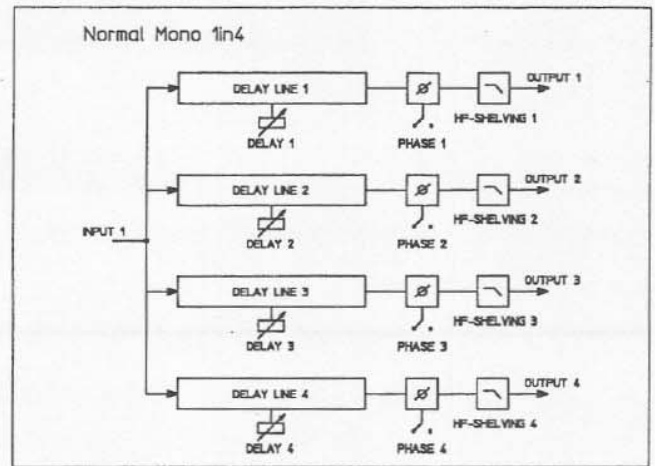 Normal Mono 1in4
OUTPUT 1
DELAY LINE 1
HF-SHELVING 1
DELAY 1
PHASE 1
OUTPUT 2
DELAY LINE 2
HF-SHELVING 2
INPUT 1
DELAY 2
PHASE 2
OUTPUT 3
DELAY LINE 3
HF-SHELVING 3
DELAY 3
PHASE 3
OUTPUT 4
DELAY LINE 4
HF-SHELVING 4
DELAY 4
PHASE 4